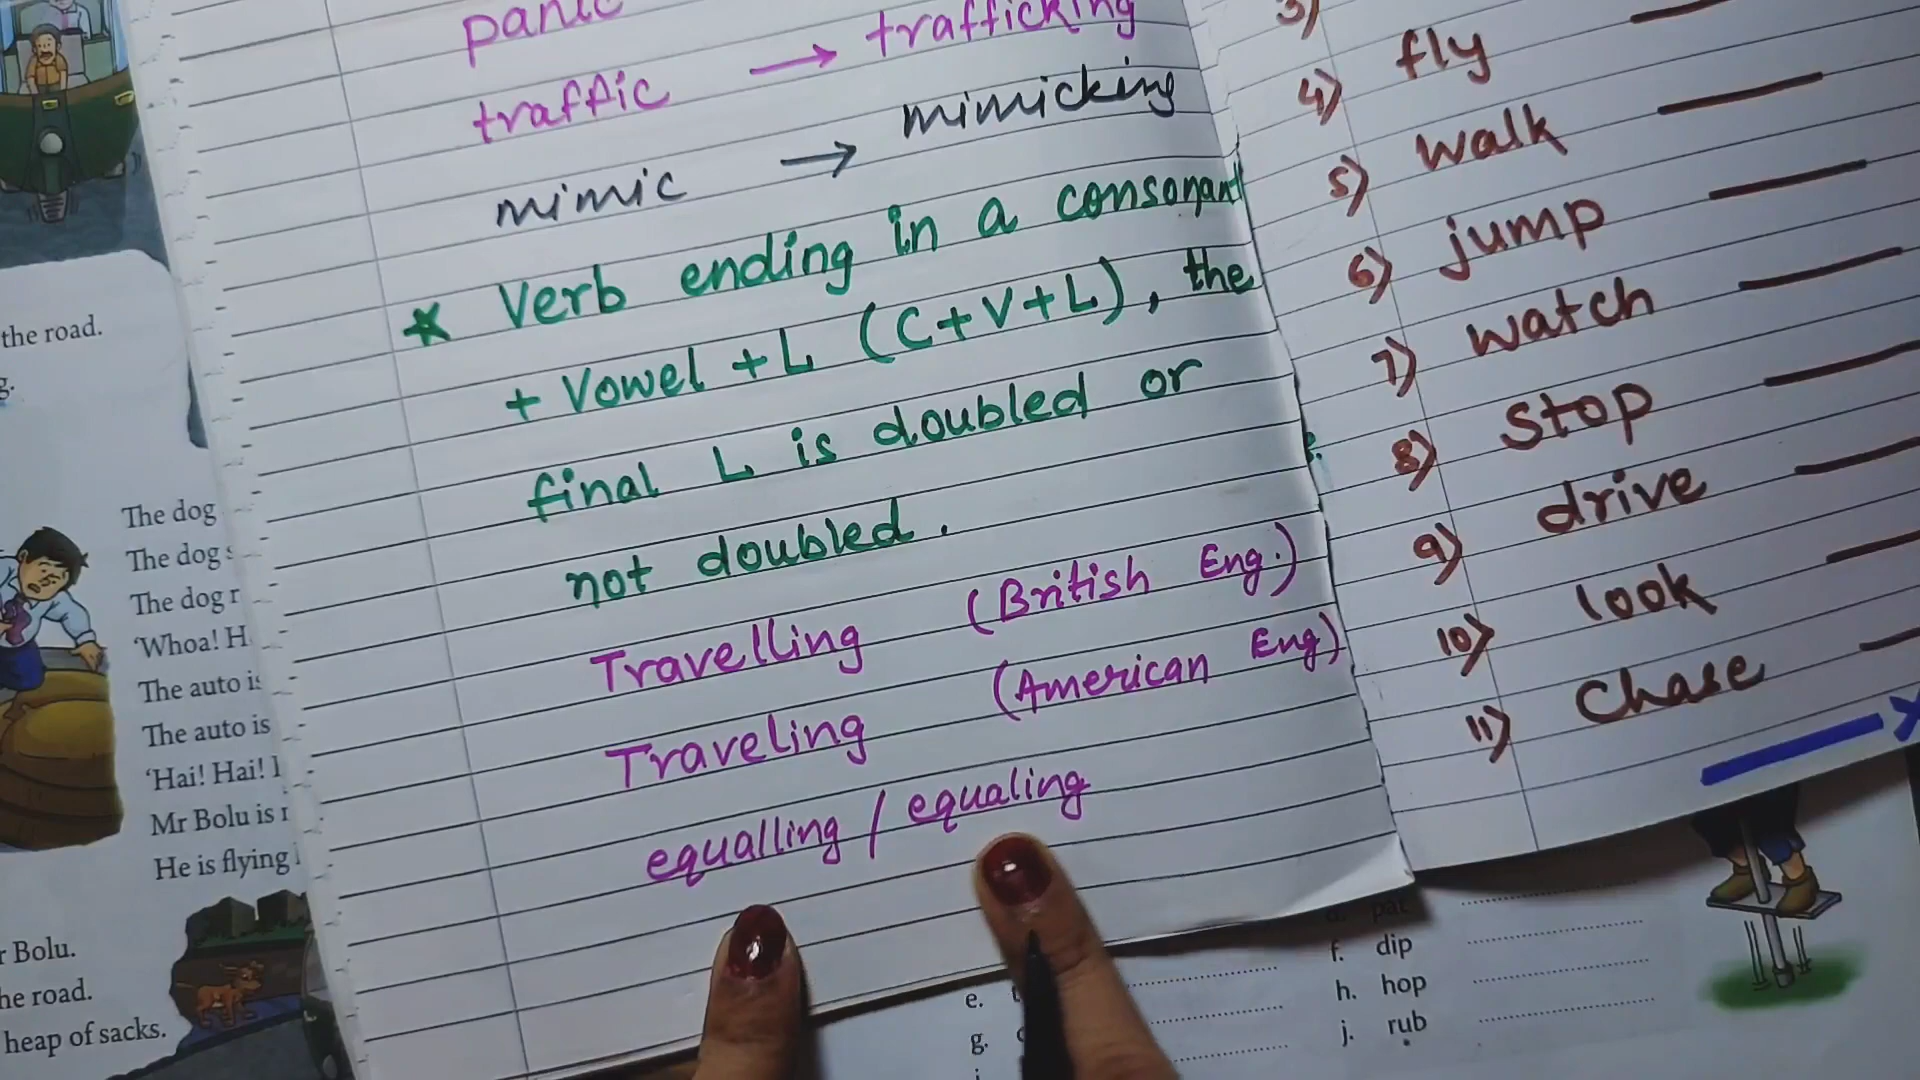 panic
traffic → trafficking
mimic → mimicking
* Verb ending in a consonant
+ Vowel + L (C+V+L), the
final L is doubled or
not doubled.
Travelling (British Eng.)
Traveling (American Eng)
equalling / equaling
3)
4) fly
5) walk
6) jump
7) watch
8) stop
9) drive
10) look
11) chase
the road.
g.
The dog
The dog s
The dog r
‘Whoa! H
The auto is
The auto is
‘Hai! Hai! I
Mr Bolu is r
He is flying
r Bolu.
he road.
heap of sacks.
e.
g.
f. dip
h. hop
j. rub